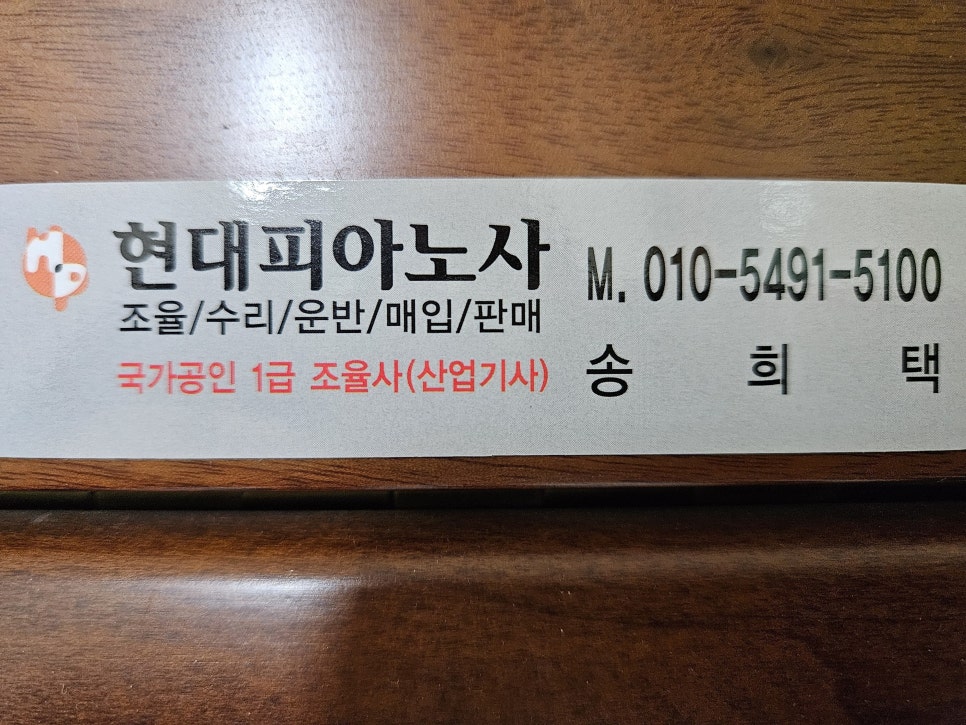 현대피아노사
조율/수리/운반/매입/판매
국가공인 1급 조율사(산업기사)
M. 010-5491-5100
송 희 택